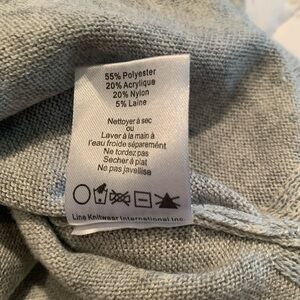 55% Polyester
20% Acrylique
20% Nylon
5% Laine
Nettoyer à sec
ou
Laver à la main à
l'eau froide séparément
Ne tordez pas
Secher à plat
Ne pas javellise
Line Knitwear International Inc.